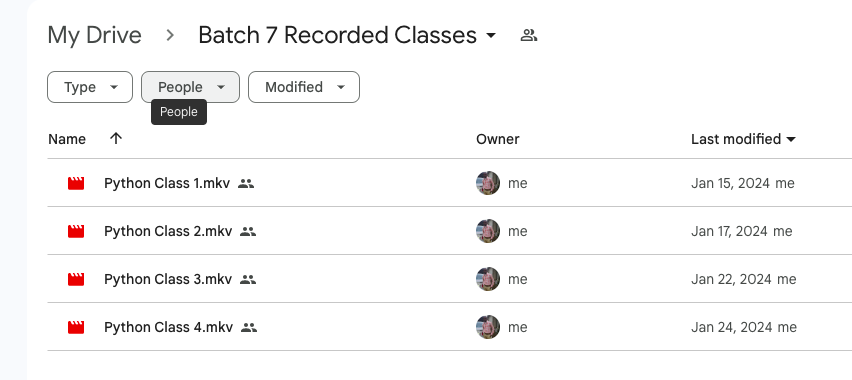 My Drive > Batch 7 Recorded Classes
Type People Modified
People
Name Owner Last modified
Python Class 1.mkv me Jan 15, 2024 me
Python Class 2.mkv me Jan 17, 2024 me
Python Class 3.mkv me Jan 22, 2024 me
Python Class 4.mkv me Jan 24, 2024 me